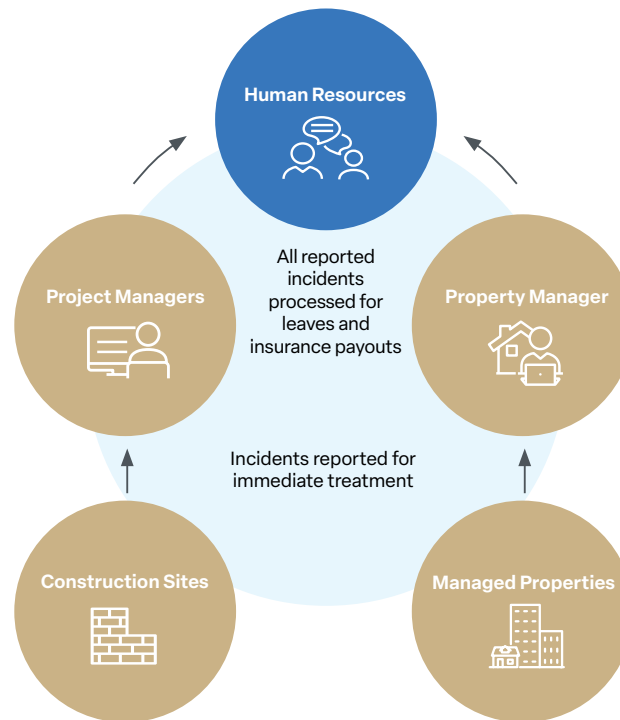 Human Resources
All reported
incidents
processed for
leaves and
insurance payouts
Project Managers
Property Manager
Incidents reported for
immediate treatment
Construction Sites
Managed Properties